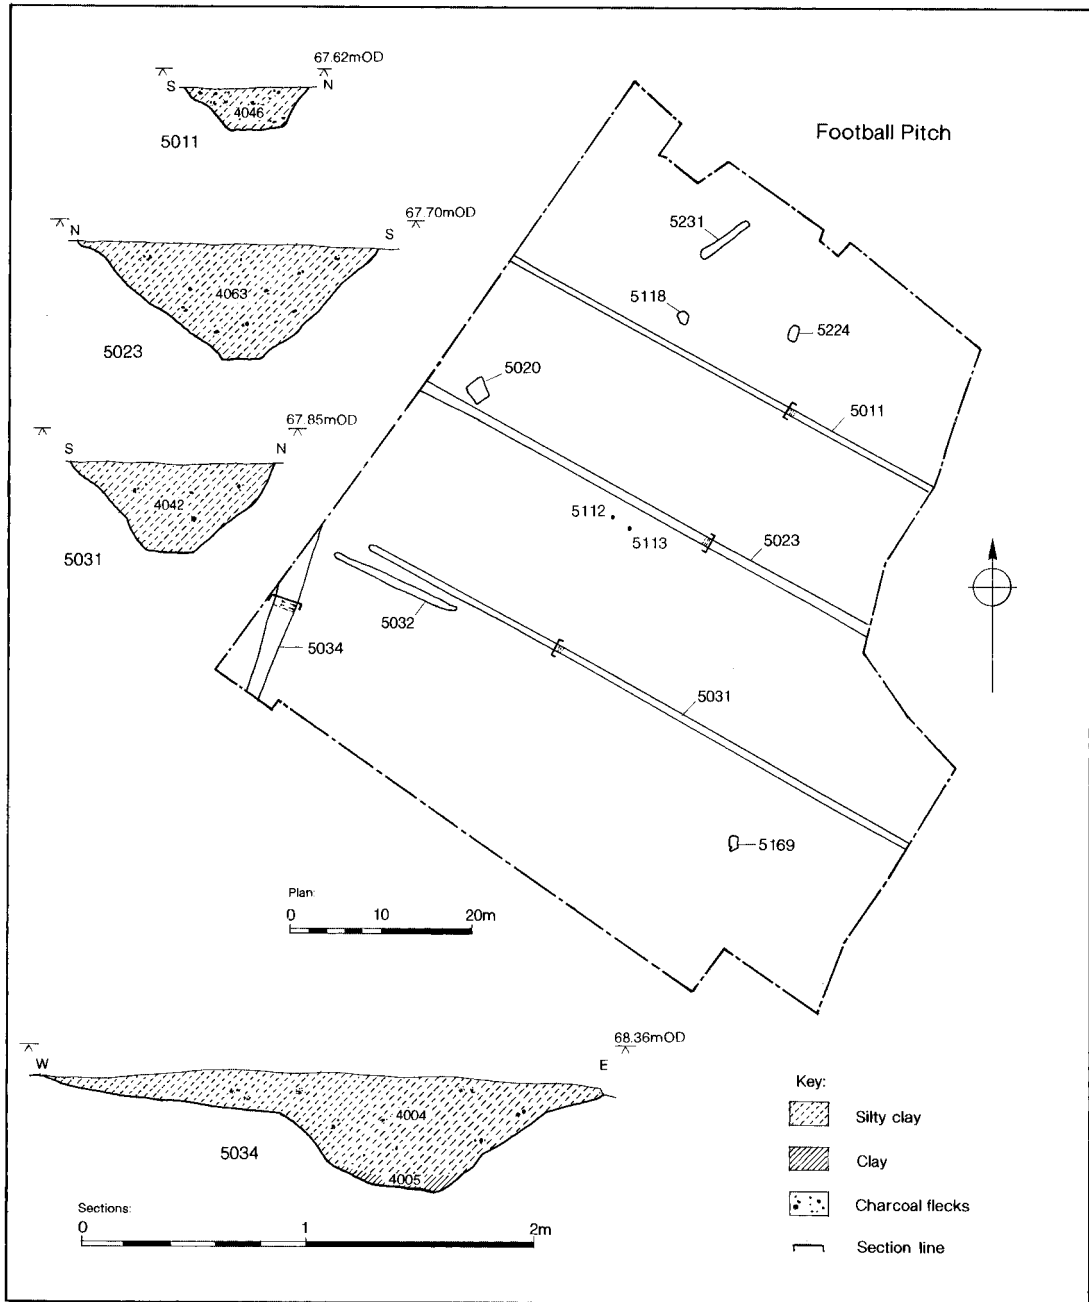 67.62mOD
S N
4046
5011
Football Pitch
67.70mOD
N S
4063
5023
5231
5118
5224
5020
5011
67.85mOD
S N
4042
5031
5112
5113
5023
5032
5034
5031
5169
Plan:
0 10 20m
68.36mOD
W E
4004
5034
4005
Sections:
0 1 2m
Key:
Silty clay
Clay
Charcoal flecks
Section line